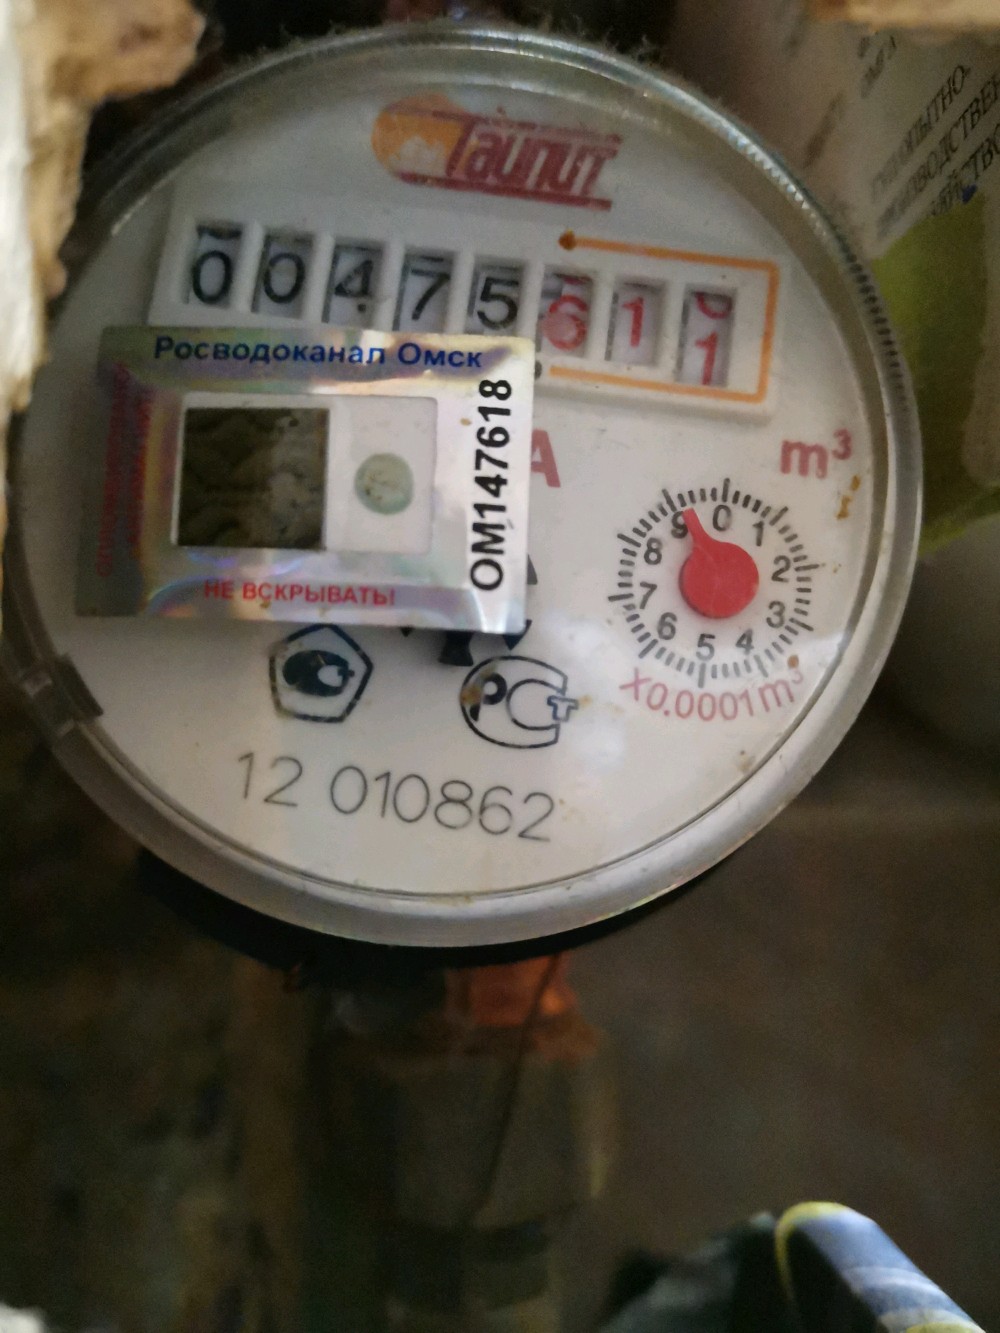 Тайпит
00475611
Росводоканал Омск
ОМ147618
А
m³
0 1 2 3 4 5 6 7 8 9
x0.0001m³
НЕ ВСКРЫВАТЬ!
РСТ
12 010862